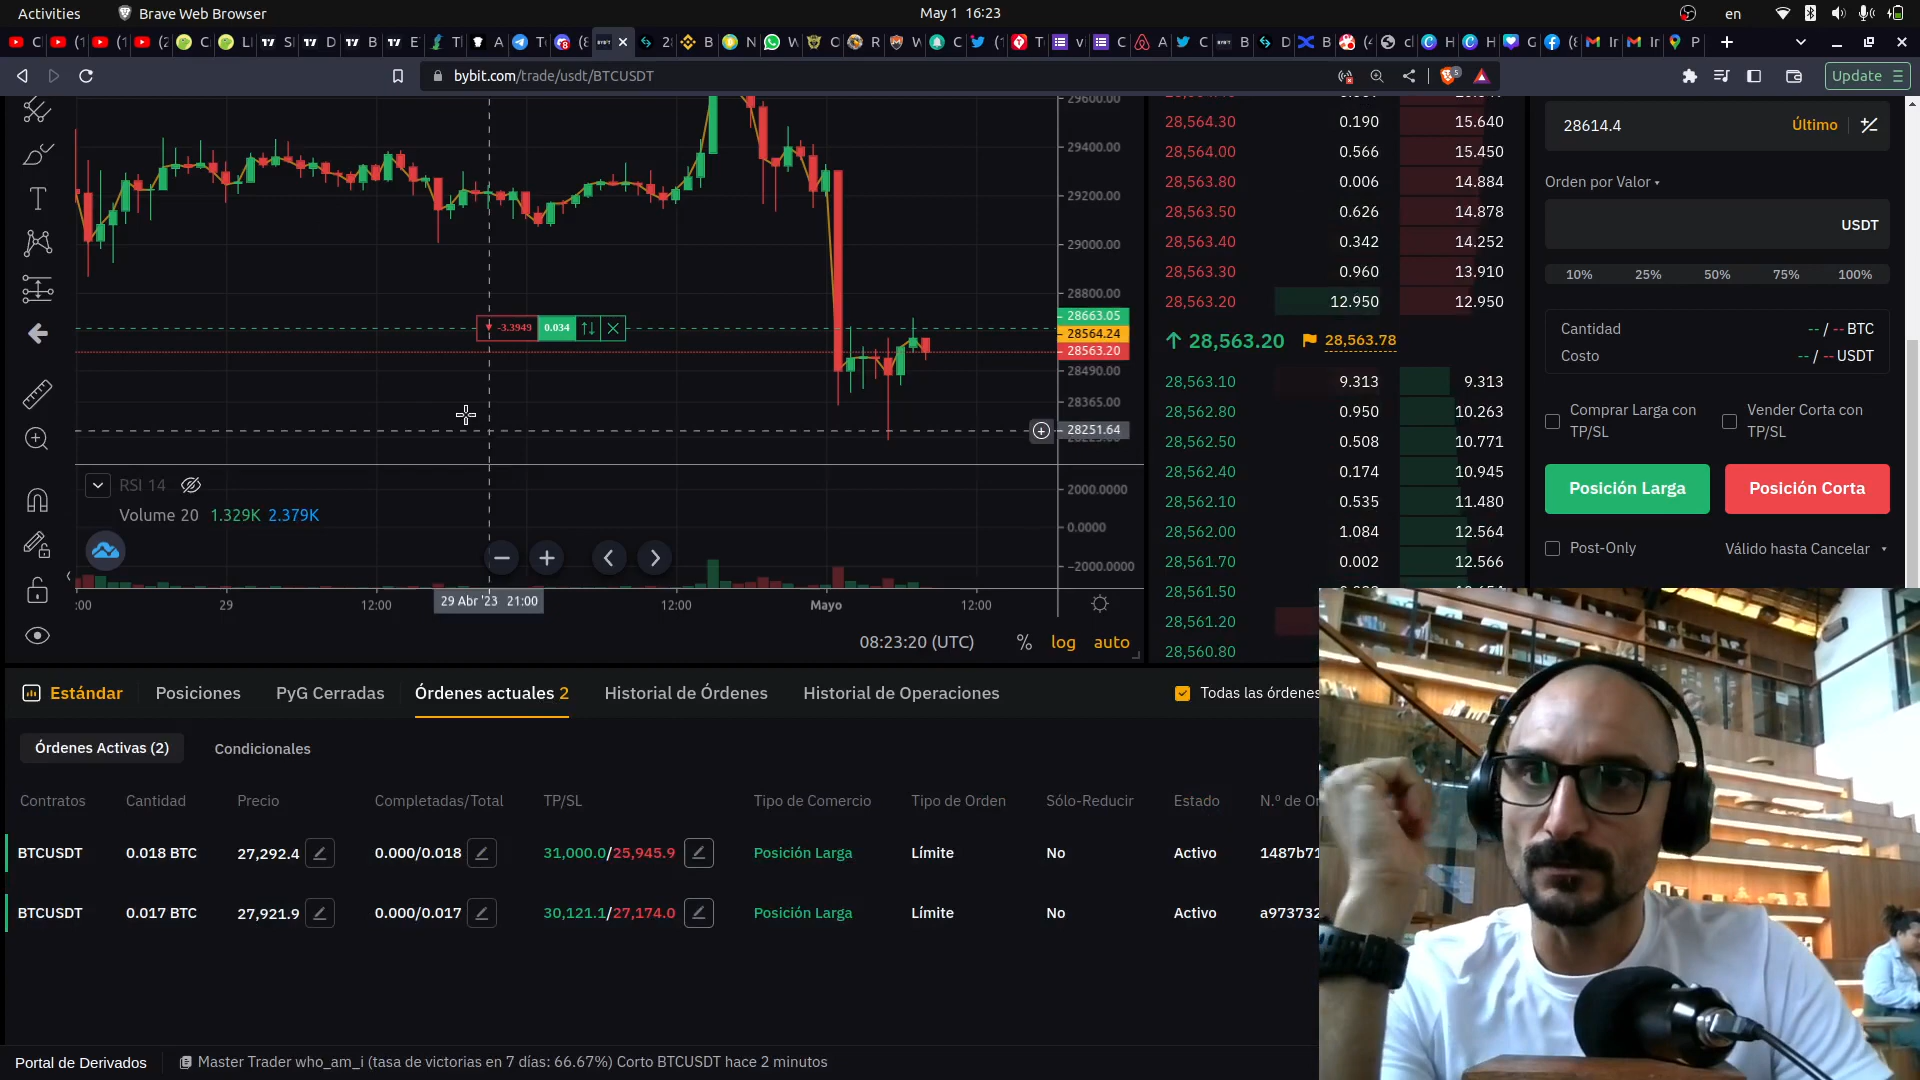 Activities
Brave Web Browser
May 1 16:23
en
bybit.com/trade/usdt/BTCUSDT
Update
29600.00
29400.00
29200.00
29000.00
28800.00
28663.05
28564.24
28563.20
28490.00
28365.00
28251.64
-3.3949 0.034
RSI 14
Volume 20 1.329K 2.379K
2000.0000
0.0000
−2000.0000
:00 29 12:00 29 Abr '23 21:00 12:00 Mayo 12:00
08:23:20 (UTC) % log auto
28,564.30 0.190 15.640
28,564.00 0.566 15.450
28,563.80 0.006 14.884
28,563.50 0.626 14.878
28,563.40 0.342 14.252
28,563.30 0.960 13.910
28,563.20 12.950 12.950
28,563.20 28,563.78
28,563.10 9.313 9.313
28,562.80 0.950 10.263
28,562.50 0.508 10.771
28,562.40 0.174 10.945
28,562.10 0.535 11.480
28,562.00 1.084 12.564
28,561.70 0.002 12.566
28,561.50
28,561.20
28,560.80
28614.4 Último
Orden por Valor
USDT
10% 25% 50% 75% 100%
Cantidad -- / -- BTC
Costo -- / -- USDT
Comprar Larga con TP/SL
Vender Corta con TP/SL
Posición Larga Posición Corta
Post-Only Válido hasta Cancelar
Estándar Posiciones PyG Cerradas Órdenes actuales 2 Historial de Órdenes Historial de Operaciones Todas las órdenes
Órdenes Activas (2) Condicionales
Contratos Cantidad Precio Completadas/Total TP/SL Tipo de Comercio Tipo de Orden Sólo-Reducir Estado N.º de Or
BTCUSDT 0.018 BTC 27,292.4 0.000/0.018 31,000.0/25,945.9 Posición Larga Límite No Activo 1487b71
BTCUSDT 0.017 BTC 27,921.9 0.000/0.017 30,121.1/27,174.0 Posición Larga Límite No Activo a973732
Portal de Derivados Master Trader who_am_i (tasa de victorias en 7 días: 66.67%) Corto BTCUSDT hace 2 minutos